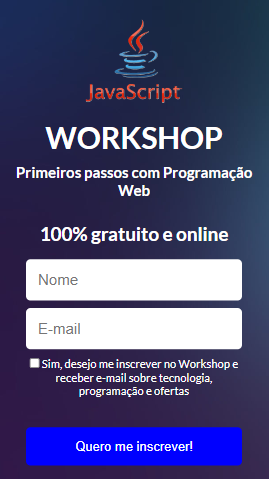 JavaScript
WORKSHOP
Primeiros passos com Programação
Web
100% gratuito e online
Nome
E-mail
Sim, desejo me inscrever no Workshop e
receber e-mail sobre tecnologia,
programação e ofertas
Quero me inscrever!